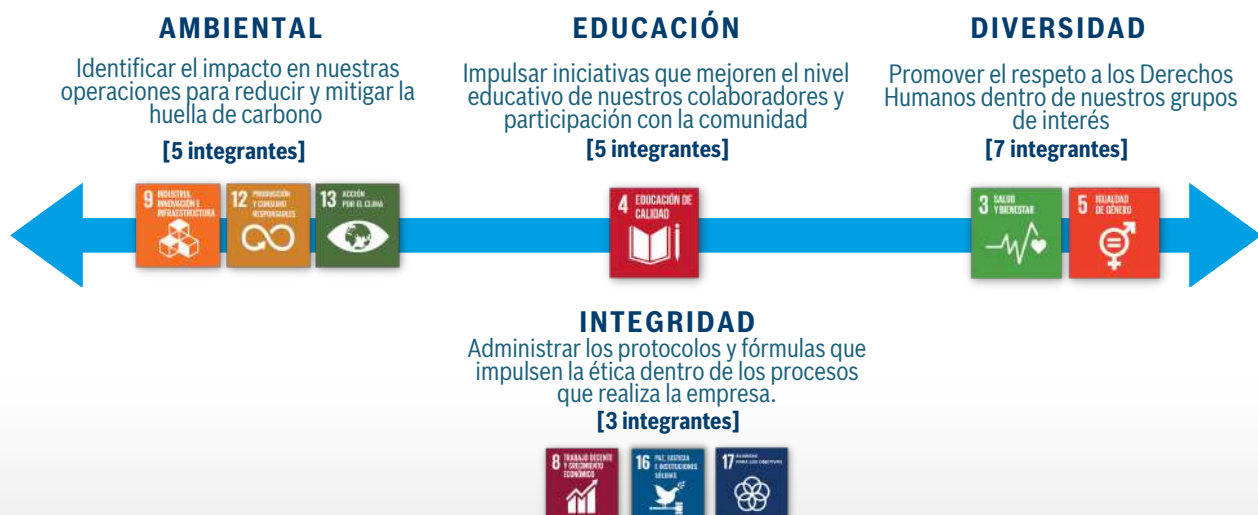 AMBIENTAL
Identificar el impacto en nuestras
operaciones para reducir y mitigar la
huella de carbono
[5 integrantes]
9 INDUSTRIA,
INNOVACIÓN E
INFRAESTRUCTURA
12 PRODUCCIÓN
Y CONSUMO
RESPONSABLES
13 ACCIÓN
POR EL CLIMA
EDUCACIÓN
Impulsar iniciativas que mejoren el nivel
educativo de nuestros colaboradores y
participación con la comunidad
[5 integrantes]
4 EDUCACIÓN DE
CALIDAD
DIVERSIDAD
Promover el respeto a los Derechos
Humanos dentro de nuestros grupos
de interés
[7 integrantes]
3 SALUD
Y BIENESTAR
5 IGUALDAD
DE GÉNERO
INTEGRIDAD
Administrar los protocolos y fórmulas que
impulsen la ética dentro de los procesos
que realiza la empresa.
[3 integrantes]
8 TRABAJO DECENTE
Y CRECIMIENTO
ECONÓMICO
16 PAZ, JUSTICIA
E INSTITUCIONES
SÓLIDAS
17 ALIANZAS
PARA LOS OBJETIVOS